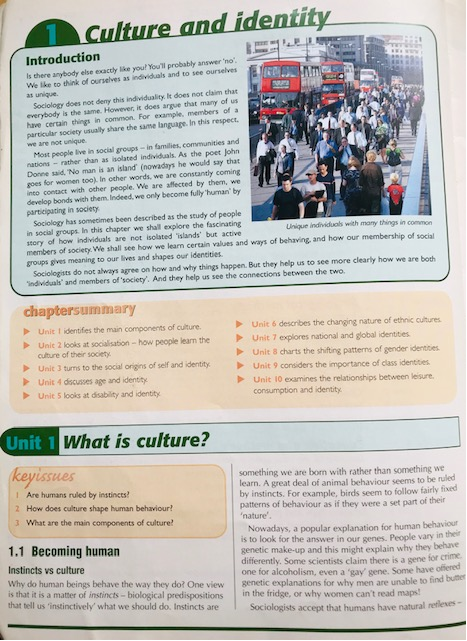 1 Culture and identity
Introduction
Is there anybody else exactly like you? You'll probably answer 'no'.
We like to think of ourselves as individuals and to see ourselves
as unique.
Sociology does not deny this individuality. It does not claim that
everybody is the same. However, it does argue that many of us
have certain things in common. For example, members of a
particular society usually share the same language. In this respect,
we are not unique.
Most people live in social groups – in families, communities and
nations – rather than as isolated individuals. As the poet John
Donne said, 'No man is an island' (nowadays he would say that
goes for women too). In other words, we are constantly coming
into contact with other people. We are affected by them, we
develop bonds with them. Indeed, we only become fully 'human' by
participating in society.
Sociology has sometimes been described as the study of people
in social groups. In this chapter we shall explore the fascinating
story of how individuals are not isolated 'islands' but active
members of society. We shall see how we learn certain values and ways of behaving, and how our membership of social
groups gives meaning to our lives and shapes our identities.
Sociologists do not always agree on how and why things happen. But they help us to see more clearly how we are both
'individuals' and members of 'society'. And they help us see the connections between the two.
Unique individuals with many things in common
chaptersummary
Unit 1 identifies the main components of culture.
Unit 2 looks at socialisation – how people learn the
culture of their society.
Unit 3 turns to the social origins of self and identity.
Unit 4 discusses age and identity.
Unit 5 looks at disability and identity.
Unit 6 describes the changing nature of ethnic cultures.
Unit 7 explores national and global identities.
Unit 8 charts the shifting patterns of gender identities.
Unit 9 considers the importance of class identities.
Unit 10 examines the relationships between leisure,
consumption and identity.
Unit 1 What is culture?
keyissues
1 Are humans ruled by instincts?
2 How does culture shape human behaviour?
3 What are the main components of culture?
1.1 Becoming human
Instincts vs culture
Why do human beings behave the way they do? One view
is that it is a matter of instincts – biological predispositions
that tell us 'instinctively' what we should do. Instincts are
something we are born with rather than something we
learn. A great deal of animal behaviour seems to be ruled
by instincts. For example, birds seem to follow fairly fixed
patterns of behaviour as if they were a set part of their
'nature'.
Nowadays, a popular explanation for human behaviour
is to look for the answer in our genes. People vary in their
genetic make-up and this might explain why they behave
differently. Some scientists claim there is a gene for crime,
one for alcoholism, even a 'gay' gene. Some have offered
genetic explanations for why men are unable to find butter
in the fridge, or why women can't read maps!
Sociologists accept that humans have natural reflexes –